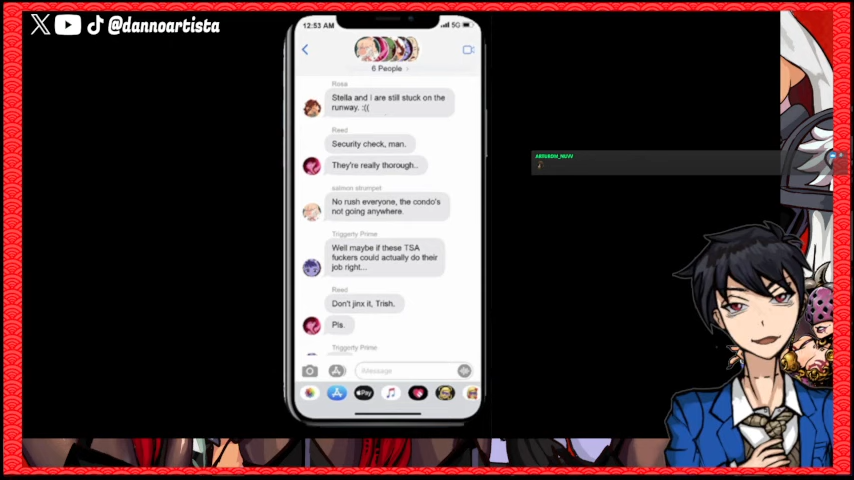 @dannoartista
12:53 AM
5G
6 People
Rosa
Stella and I are still stuck on the
runway. :((
Reed
Security check, man.
They're really thorough..
salmon strumpet
No rush everyone, the condo's
not going anywhere.
Triggerty Prime
Well maybe if these TSA
fuckers could actually do their
job right...
Reed
Don't jinx it, Trish.
Pls.
Triggerty Prime
iMessage
Pay